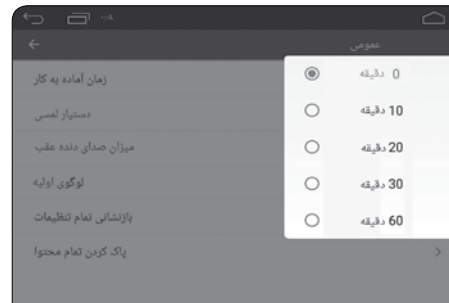 عمومی
زمان آماده به کار
دستیار لمسی
میزان صدای دنده عقب
لوگوی اولیه
بازنشانی تمام تنظیمات
پاک کردن تمام محتوا
0 دقیقه
10 دقیقه
20 دقیقه
30 دقیقه
60 دقیقه